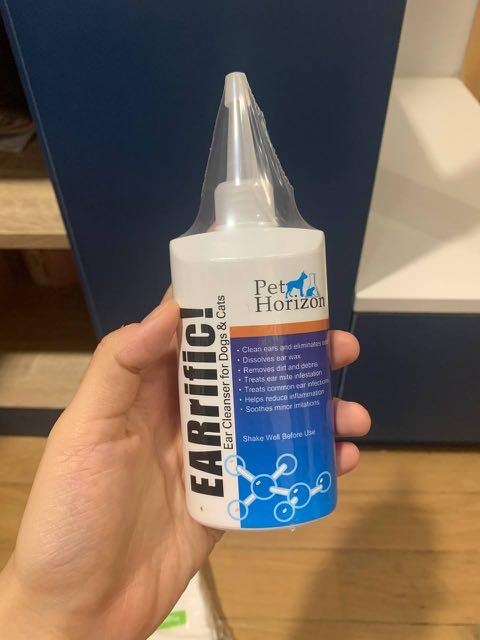 Pet
Horizon
EARrific!
Ear Cleanser for Dogs & Cats
• Clean ears and eliminates
• Dissolves ear wax
• Removes dirt and debris
• Treats ear mite infestation
• Treats common ear infections
• Helps reduce inflammation
• Soothes minor irritations
Shake Well Before Use